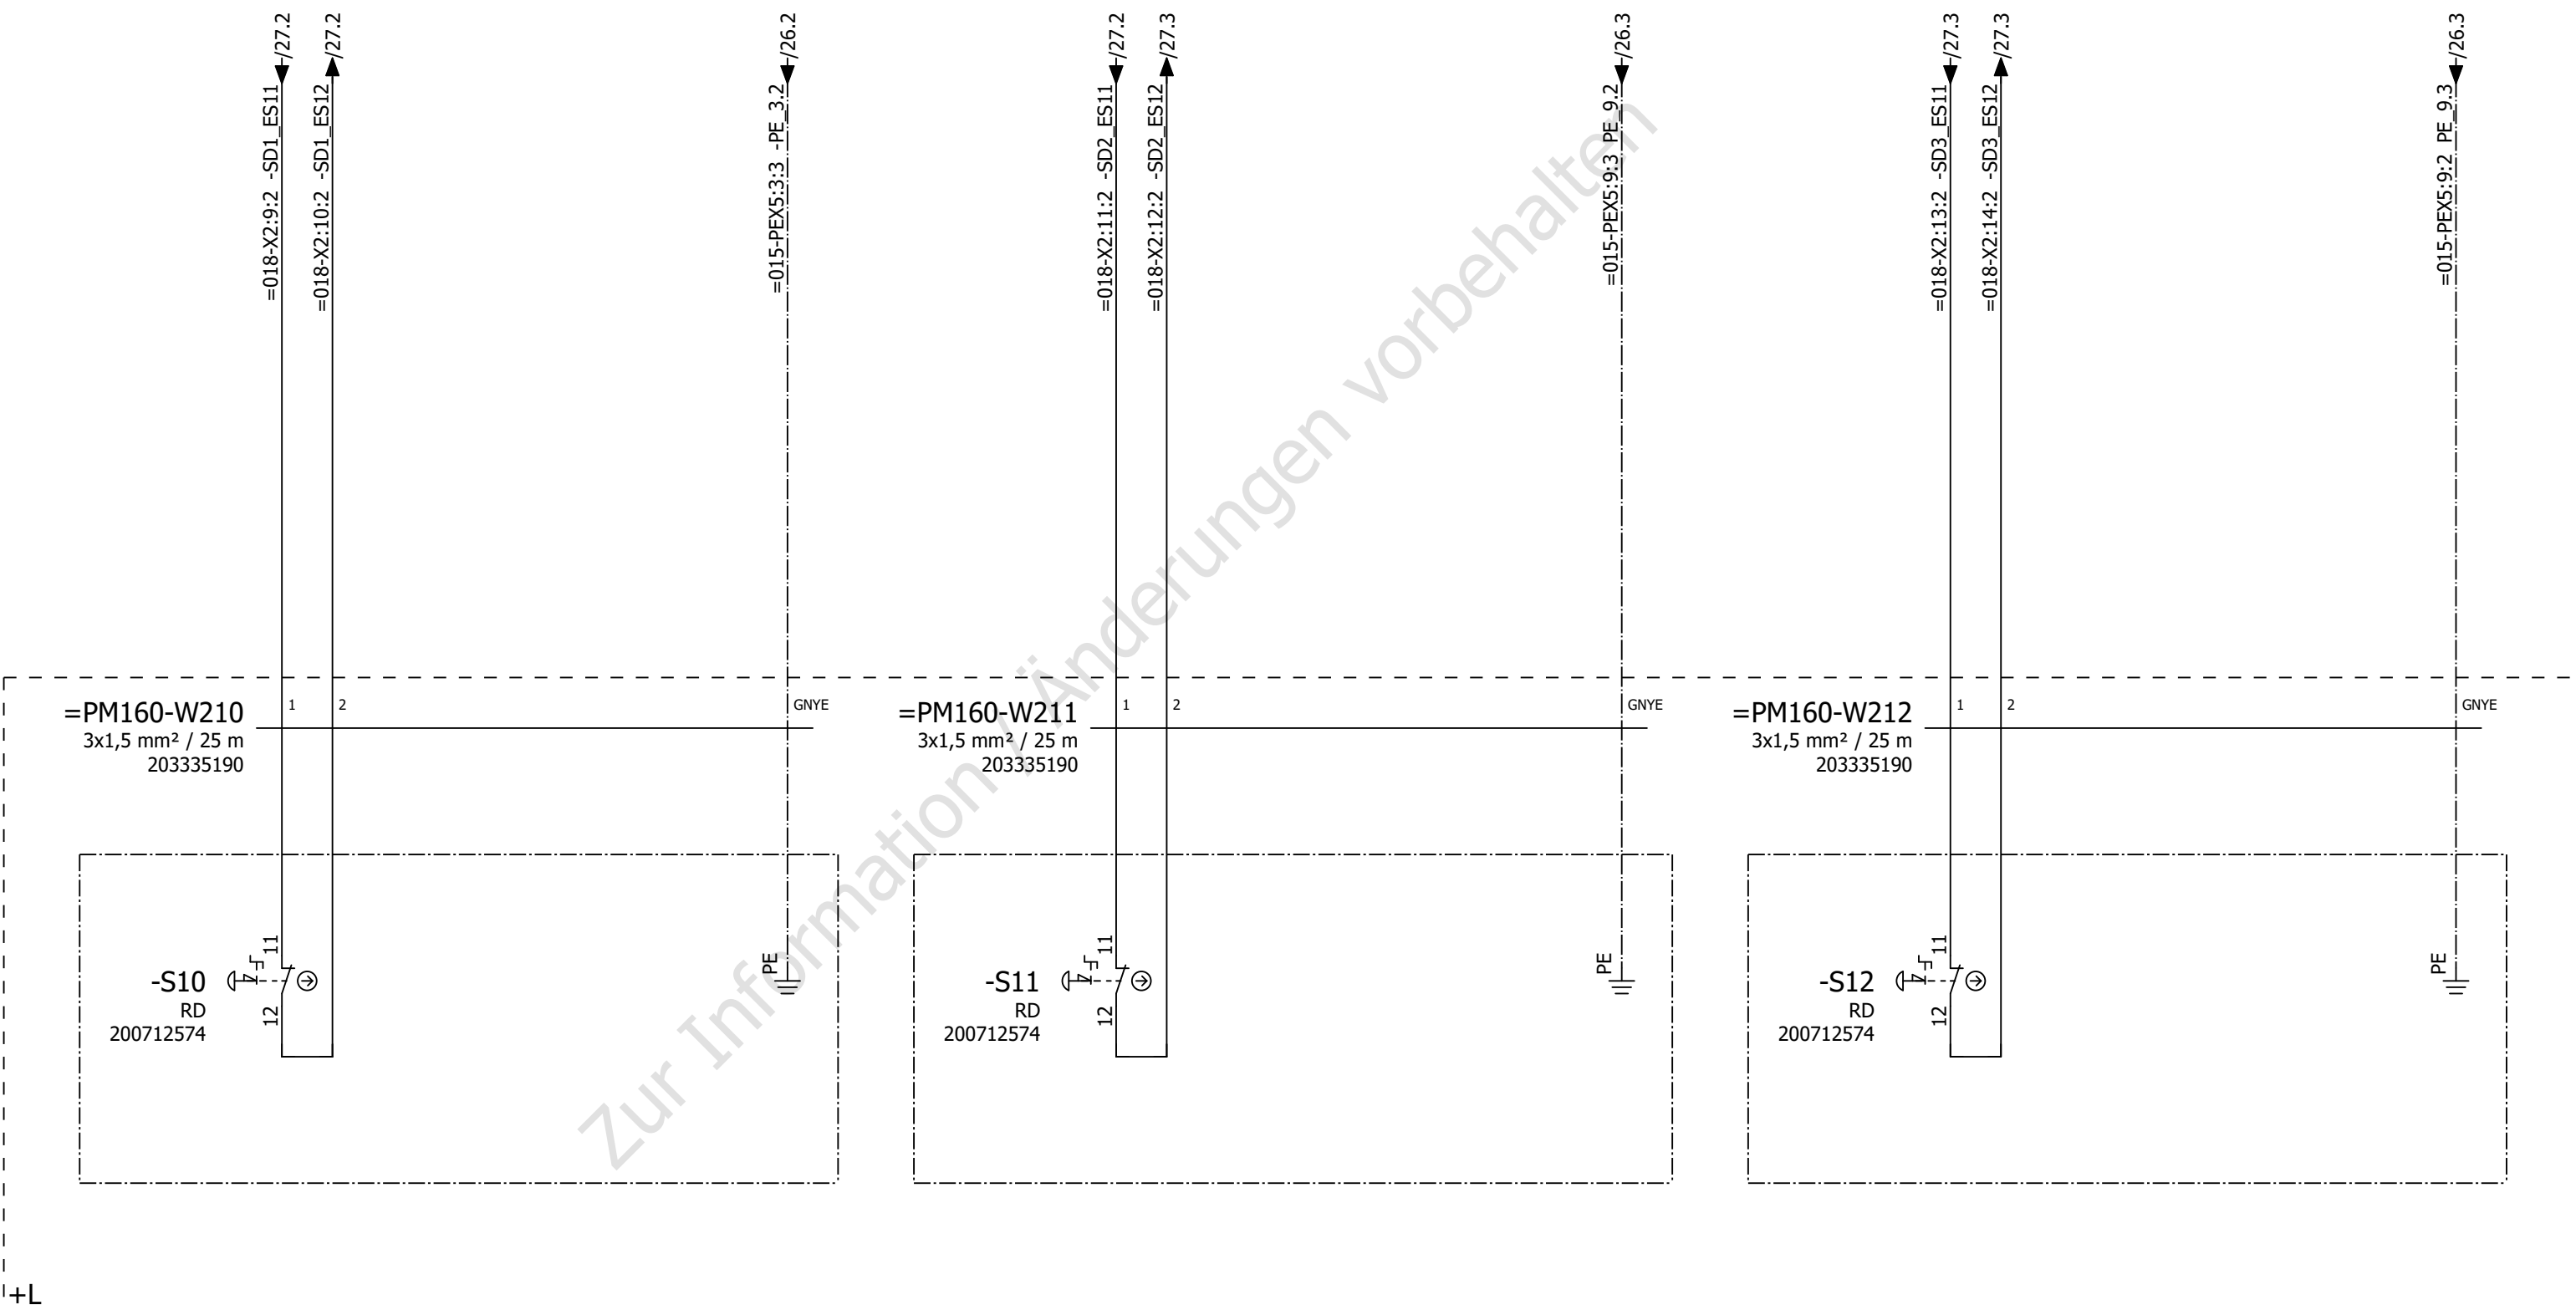 /27.2
/27.2
/26.2
/27.2
/27.3
/26.3
/27.3
/27.3
/26.3
=018-X2:9:2 -SD1_ES11
=018-X2:10:2 -SD1_ES12
=015-PEX5:3:3 -PE_3.2
=018-X2:11:2 -SD2_ES11
=018-X2:12:2 -SD2_ES12
=015-PEX5:9:3 PE_9.2
=018-X2:13:2 -SD3_ES11
=018-X2:14:2 -SD3_ES12
=015-PEX5:9:2 PE_9.3
Zur Information / Änderungen vorbehalten
=PM160-W210
3x1,5 mm² / 25 m
203335190
1
2
GNYE
=PM160-W211
3x1,5 mm² / 25 m
203335190
1
2
GNYE
=PM160-W212
3x1,5 mm² / 25 m
203335190
1
2
GNYE
-S10
RD
200712574
11
12
PE
-S11
RD
200712574
11
12
PE
-S12
RD
200712574
11
12
PE
+L